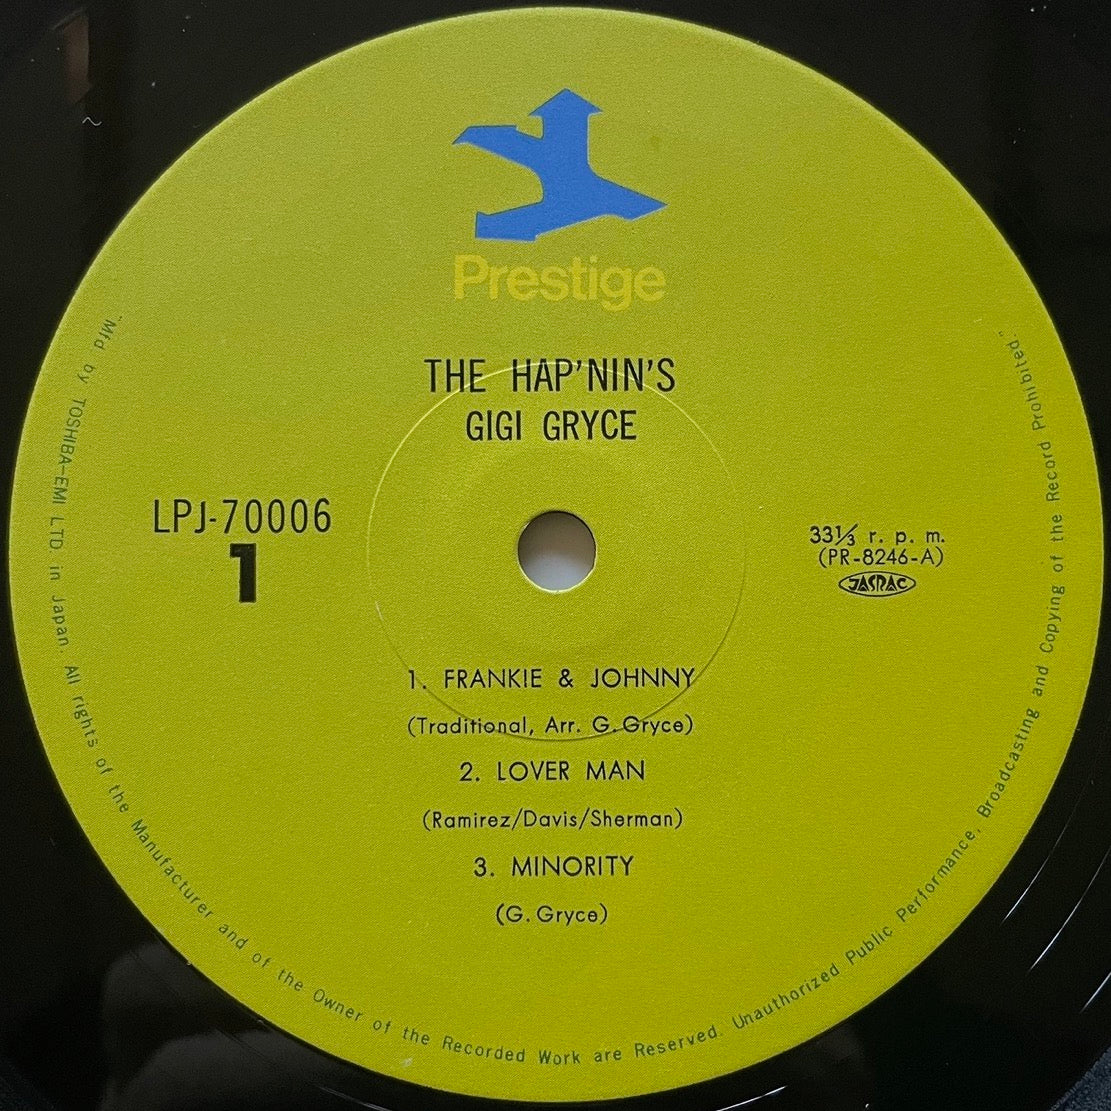 Prestige
THE HAP'NIN'S
GIGI GRYCE
LPJ-70006
1
33⅓ r. p. m.
(PR-8246-A)
JASRAC
1. FRANKIE & JOHNNY
(Traditional, Arr. G. Gryce)
2. LOVER MAN
(Ramirez/Davis/Sherman)
3. MINORITY
(G. Gryce)
"Mfd by TOSHIBA-EMI LTD. in Japan. All rights of the Manufacturer and of the Owner of the Recorded Work are Reserved. Unauthorized Public Performance, Broadcasting and Copying of the Record Prohibited."